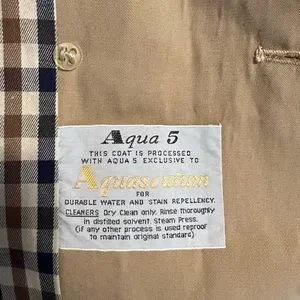 Aqua 5
THIS COAT IS PROCESSED
WITH AQUA 5 EXCLUSIVE TO
Aquascutum
FOR
DURABLE WATER AND STAIN REPELLENCY.
CLEANERS: Dry Clean only. Rinse thoroughly
in distilled solvent. Steam Press.
(if any other process is used reproof
to maintain original standard)